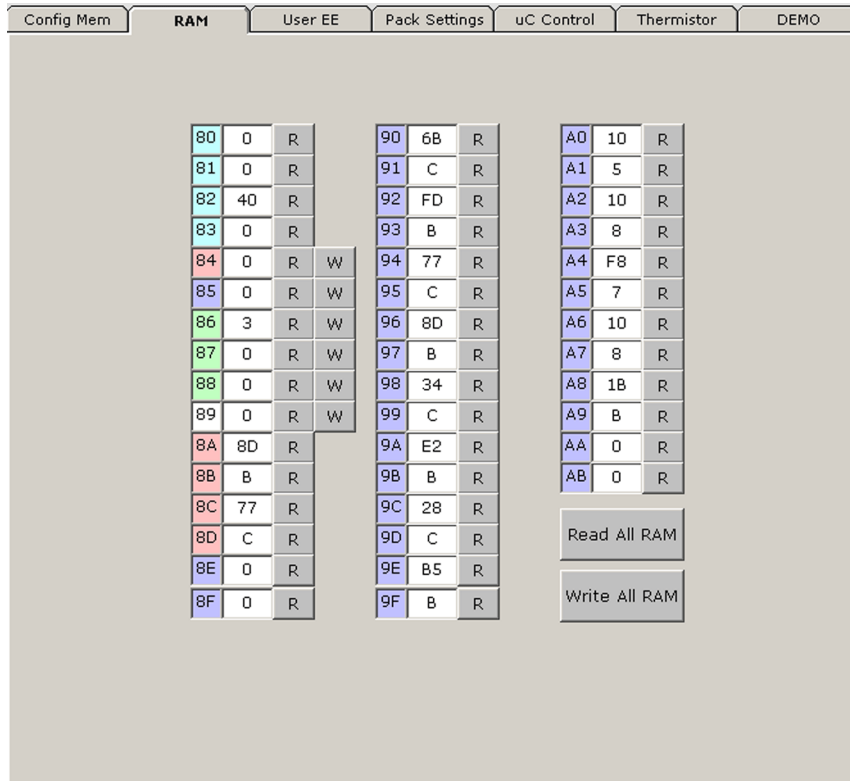 Config Mem RAM User EE Pack Settings uC Control Thermistor DEMO
80 0 R 90 6B R A0 10 R
81 0 R 91 C R A1 5 R
82 40 R 92 FD R A2 10 R
83 0 R 93 B R A3 8 R
84 0 R W 94 77 R A4 F8 R
85 0 R W 95 C R A5 7 R
86 3 R W 96 8D R A6 10 R
87 0 R W 97 B R A7 8 R
88 0 R W 98 34 R A8 1B R
89 0 R W 99 C R A9 B R
8A 8D R 9A E2 R AA 0 R
8B B R 9B B R AB 0 R
8C 77 R 9C 28 R
8D C R 9D C R Read All RAM
8E 0 R 9E B5 R
8F 0 R 9F B R Write All RAM